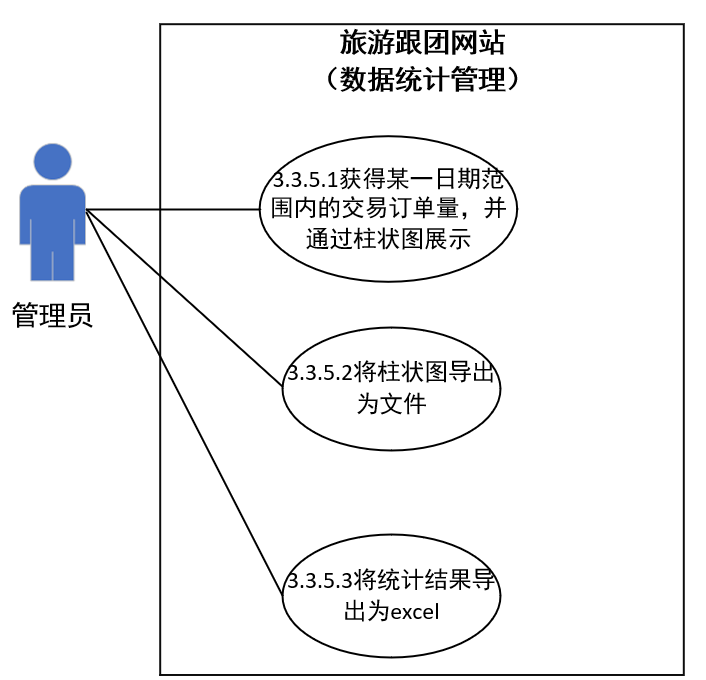 旅游跟团网站
（数据统计管理）
3.3.5.1获得某一日期范
围内的交易订单量，并
通过柱状图展示
管理员
3.3.5.2将柱状图导出
为文件
3.3.5.3将统计结果导
出为excel